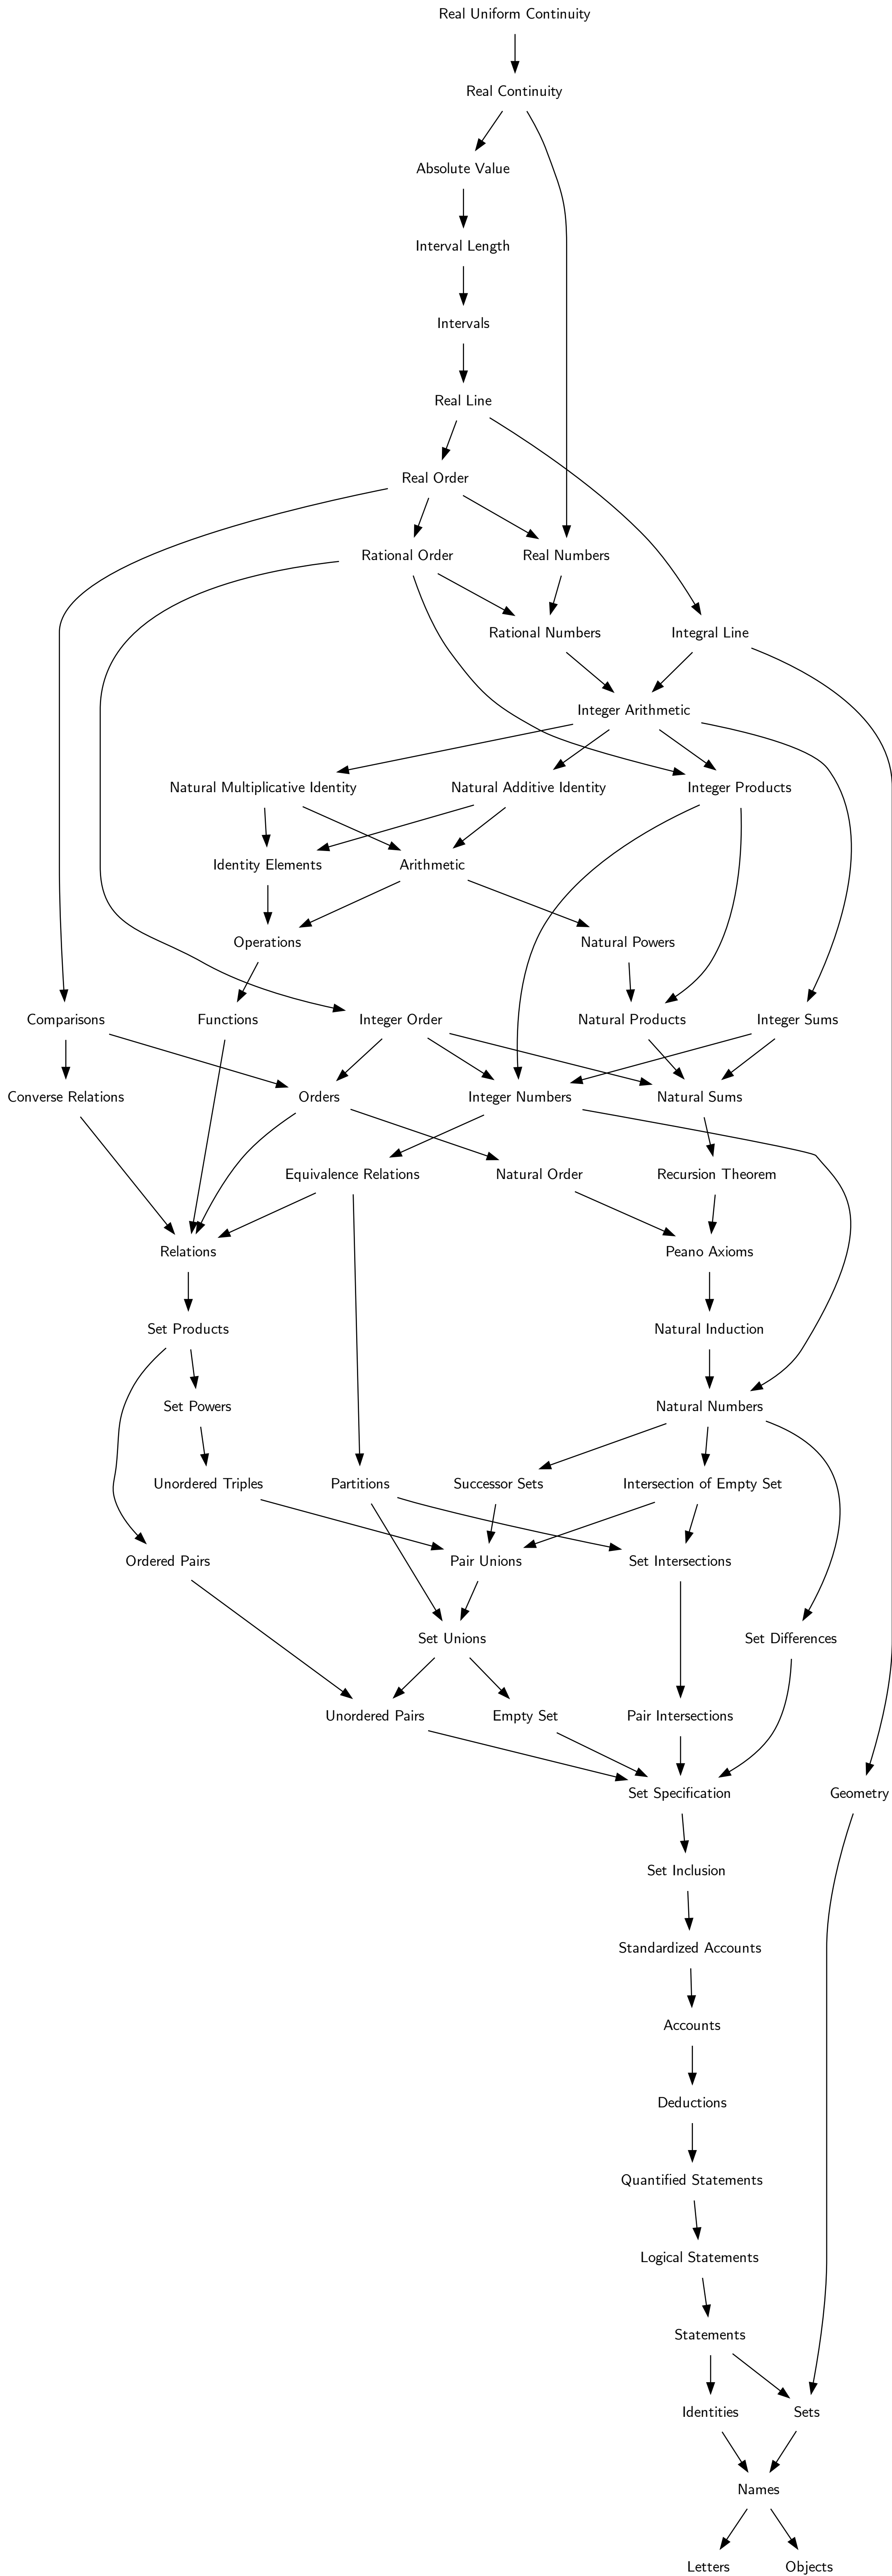 Real Uniform Continuity
Real Continuity
Absolute Value
Interval Length
Intervals
Real Line
Real Order
Rational Order
Real Numbers
Rational Numbers
Integral Line
Integer Arithmetic
Natural Multiplicative Identity
Natural Additive Identity
Integer Products
Identity Elements
Arithmetic
Operations
Natural Powers
Comparisons
Functions
Integer Order
Natural Products
Integer Sums
Converse Relations
Orders
Integer Numbers
Natural Sums
Equivalence Relations
Natural Order
Recursion Theorem
Relations
Peano Axioms
Set Products
Natural Induction
Set Powers
Natural Numbers
Unordered Triples
Partitions
Successor Sets
Intersection of Empty Set
Ordered Pairs
Pair Unions
Set Intersections
Set Unions
Set Differences
Unordered Pairs
Empty Set
Pair Intersections
Set Specification
Geometry
Set Inclusion
Standardized Accounts
Accounts
Deductions
Quantified Statements
Logical Statements
Statements
Identities
Sets
Names
Letters
Objects